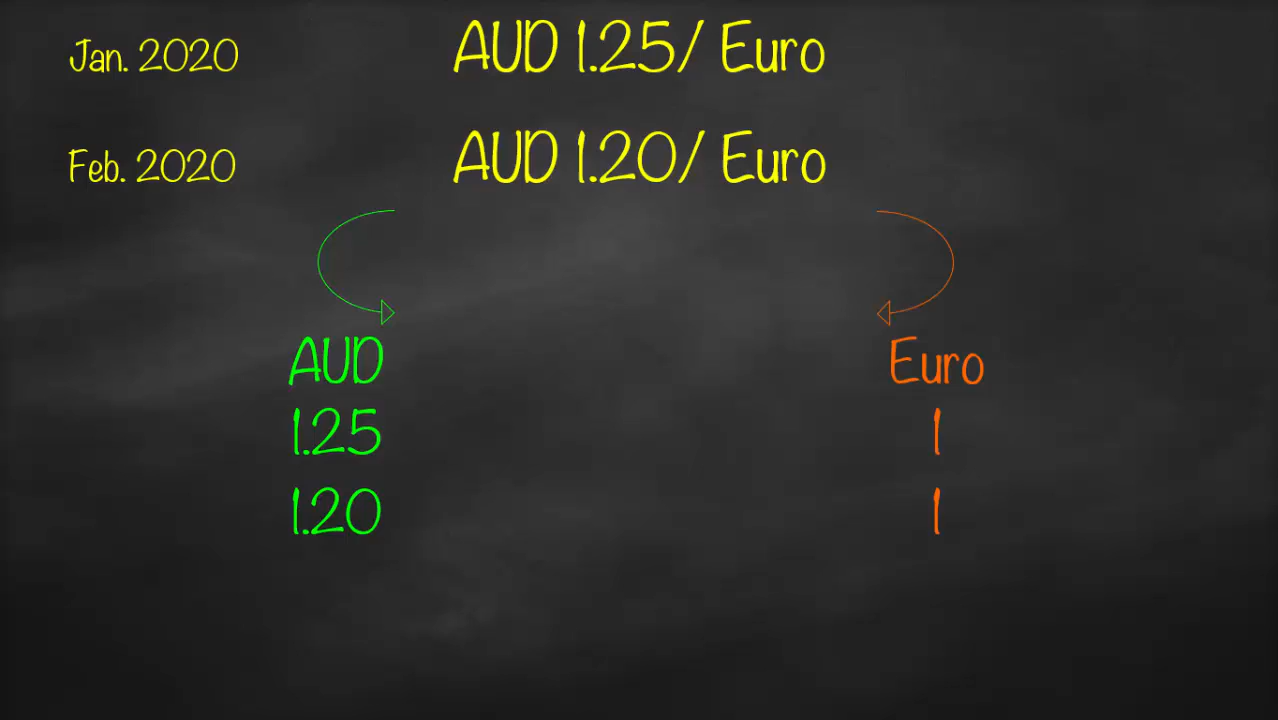 Jan. 2020 AUD 1.25/ Euro
Feb. 2020 AUD 1.20/ Euro
AUD Euro
1.25 1
1.20 1